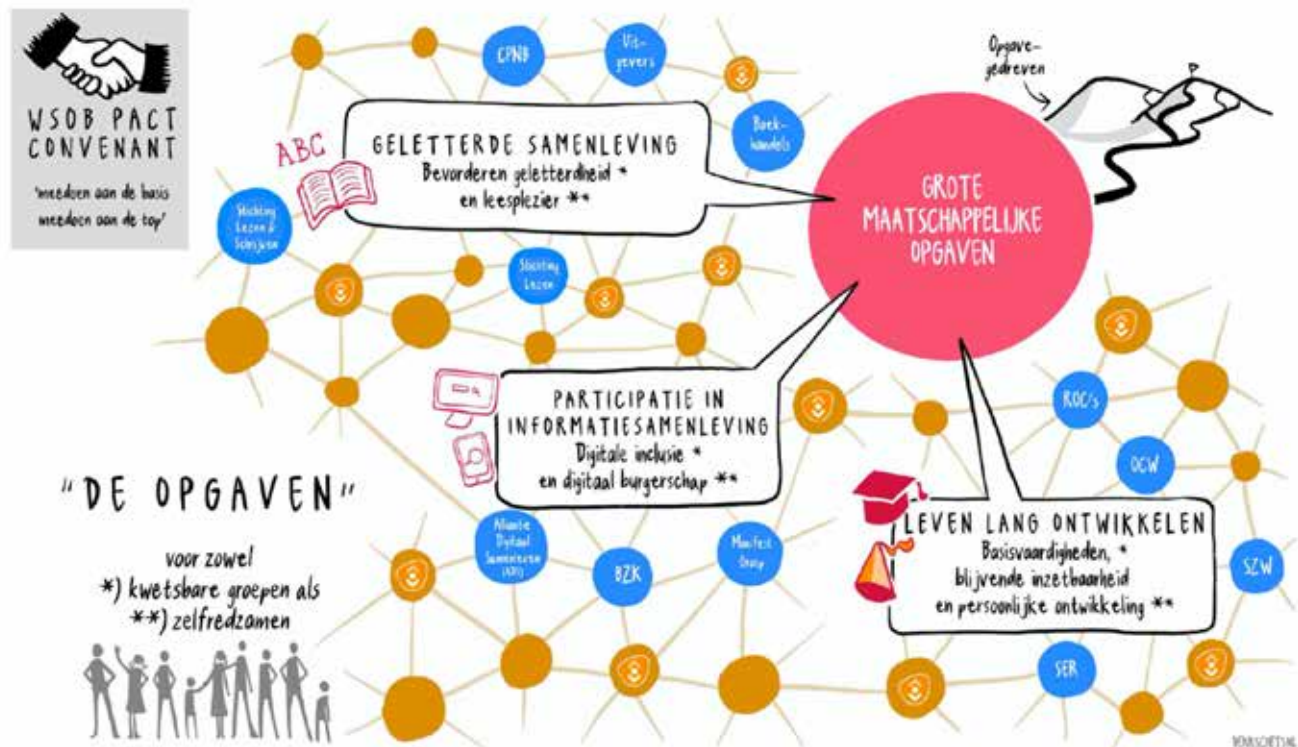 WSOB PACT
CONVENANT
'meedoen aan de basis
meedoen aan de top'
CPNB
Uit-
gevers
Boek-
handels
Opgave-
gedreven
ABC
GELETTERDE SAMENLEVING
Bevorderen geletterdheid *
en leesplezier **
GROTE
MAATSCHAPPELIJKE
OPGAVEN
Stichting
Lezen &
Schrijven
Stichting
Lezen
PARTICIPATIE IN
INFORMATIESAMENLEVING
Digitale inclusie *
en digitaal burgerschap **
ROC's
OCW
"DE OPGAVEN"
voor zowel
*) kwetsbare groepen als
**) zelfredzamen
Alliantie
Digitaal
Samenleven
BZK
Manifest
Groep
LEVEN LANG ONTWIKKELEN
Basisvaardigheden, *
blijvende inzetbaarheid
en persoonlijke ontwikkeling **
SZW
SER